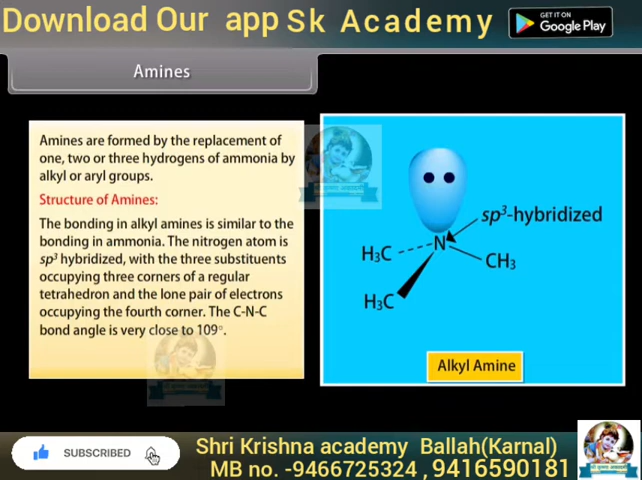 Download Our app Sk Academy
GET IT ON
Google Play
Amines
Amines are formed by the replacement of
one, two or three hydrogens of ammonia by
alkyl or aryl groups.
Structure of Amines:
The bonding in alkyl amines is similar to the
bonding in ammonia. The nitrogen atom is
sp³ hybridized, with the three substituents
occupying three corners of a regular
tetrahedron and the lone pair of electrons
occupying the fourth corner. The C-N-C
bond angle is very close to 109°.
sp³-hybridized
N
H₃C
CH₃
H₃C
Alkyl Amine
SUBSCRIBED
Shri Krishna academy Ballah(Karnal)
MB no. -9466725324 , 9416590181